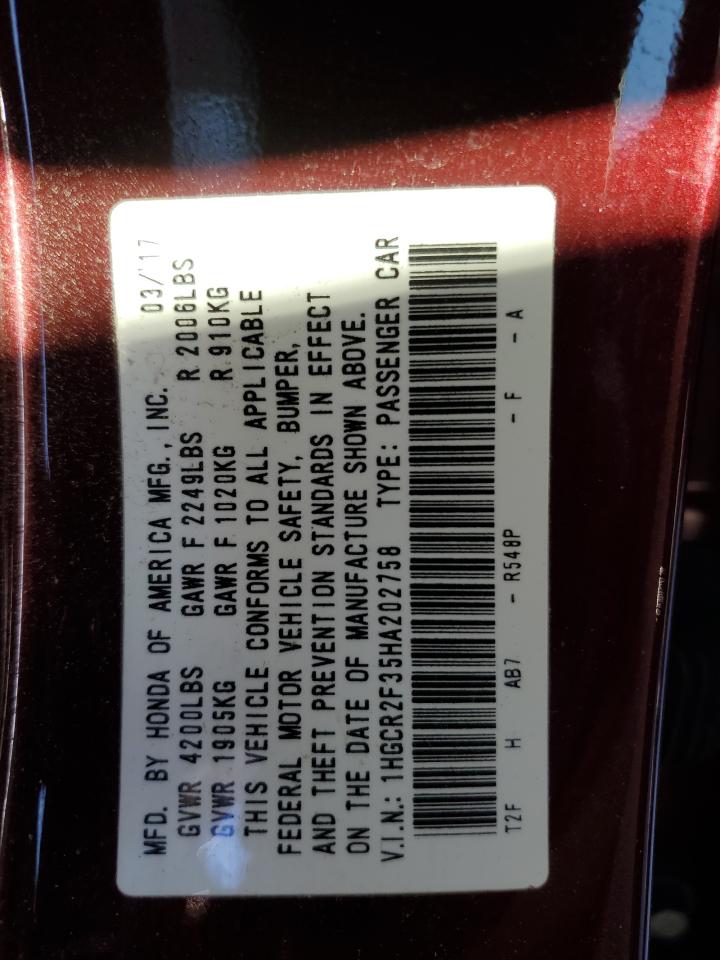 MFD. BY HONDA OF AMERICA MFG., INC. 03/'17
GVWR 4200LBS GAWR F 2249LBS R 2006LBS
GVWR 1905KG GAWR F 1020KG R 910KG
THIS VEHICLE CONFORMS TO ALL APPLICABLE
FEDERAL MOTOR VEHICLE SAFETY, BUMPER,
AND THEFT PREVENTION STANDARDS IN EFFECT
ON THE DATE OF MANUFACTURE SHOWN ABOVE.
V.I.N.: 1HGCR2F35HA202758 TYPE: PASSENGER CAR
T2F H AB7 - R548P - F - A